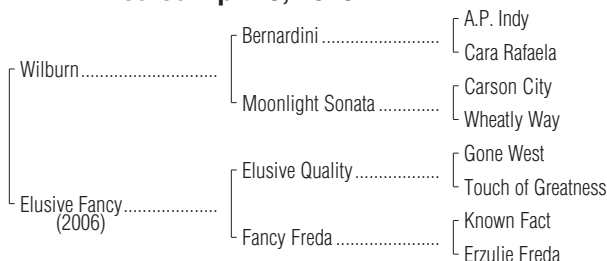 A.P. Indy
Bernardini
Cara Rafaela
Wilburn
Carson City
Moonlight Sonata
Wheatly Way
Gone West
Elusive Quality
Touch of Greatness
Elusive Fancy
(2006)
Known Fact
Fancy Freda
Erzulie Freda